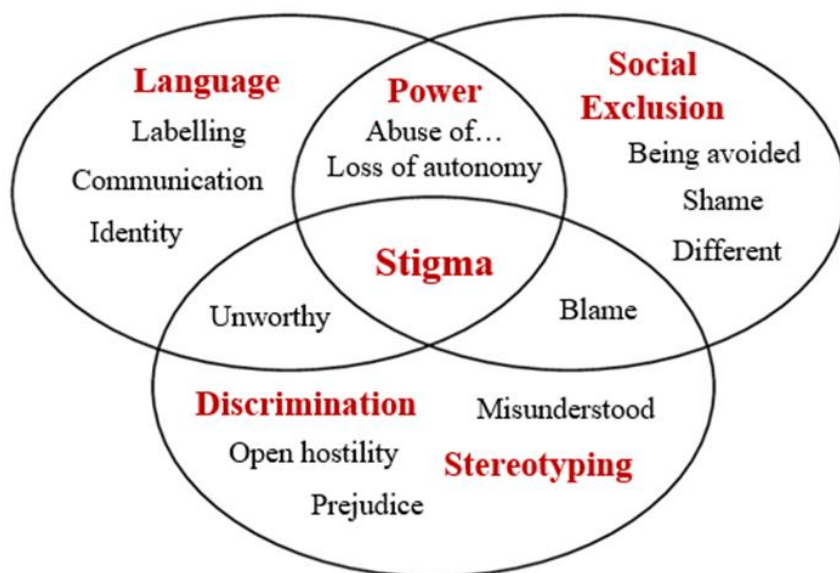 Language
Labelling
Communication
Identity
Power
Abuse of…
Loss of autonomy
Social
Exclusion
Being avoided
Shame
Different
Stigma
Unworthy
Blame
Discrimination
Open hostility
Prejudice
Misunderstood
Stereotyping